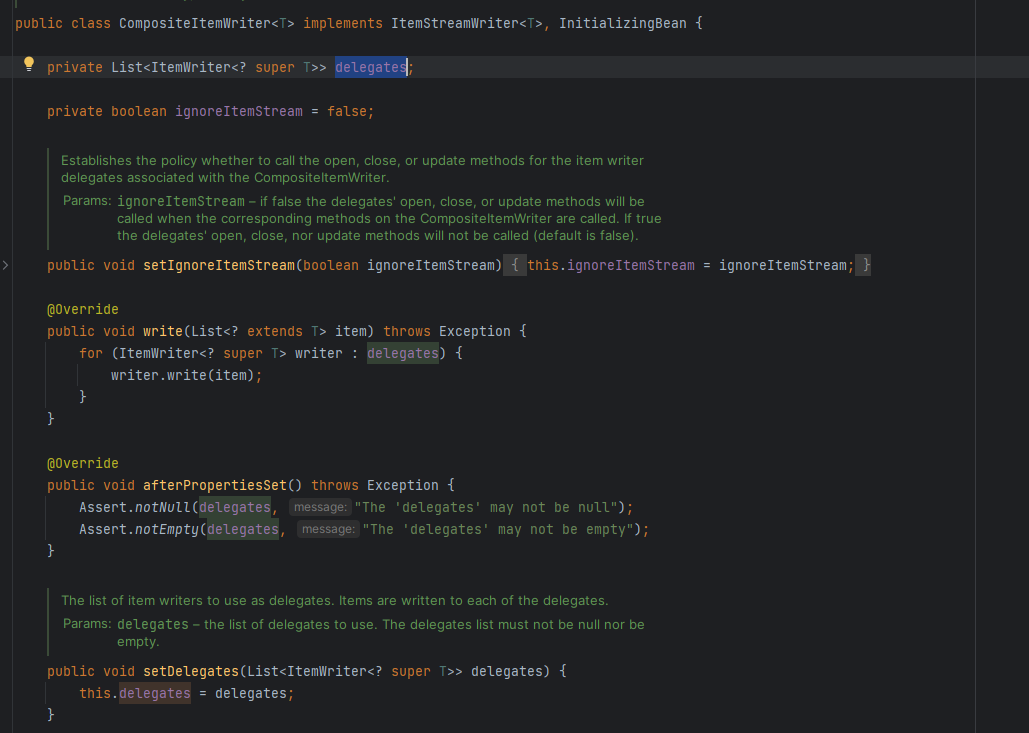 public class CompositeItemWriter<T> implements ItemStreamWriter<T>, InitializingBean {
private List<ItemWriter<? super T>> delegates;
private boolean ignoreItemStream = false;
Establishes the policy whether to call the open, close, or update methods for the item writer
delegates associated with the CompositeItemWriter.
Params: ignoreItemStream – if false the delegates' open, close, or update methods will be
called when the corresponding methods on the CompositeItemWriter are called. If true
the delegates' open, close, nor update methods will not be called (default is false).
public void setIgnoreItemStream(boolean ignoreItemStream) { this.ignoreItemStream = ignoreItemStream; }
@Override
public void write(List<? extends T> item) throws Exception {
for (ItemWriter<? super T> writer : delegates) {
writer.write(item);
}
}
@Override
public void afterPropertiesSet() throws Exception {
Assert.notNull(delegates, message: "The 'delegates' may not be null");
Assert.notEmpty(delegates, message: "The 'delegates' may not be empty");
}
The list of item writers to use as delegates. Items are written to each of the delegates.
Params: delegates – the list of delegates to use. The delegates list must not be null nor be
empty.
public void setDelegates(List<ItemWriter<? super T>> delegates) {
this.delegates = delegates;
}